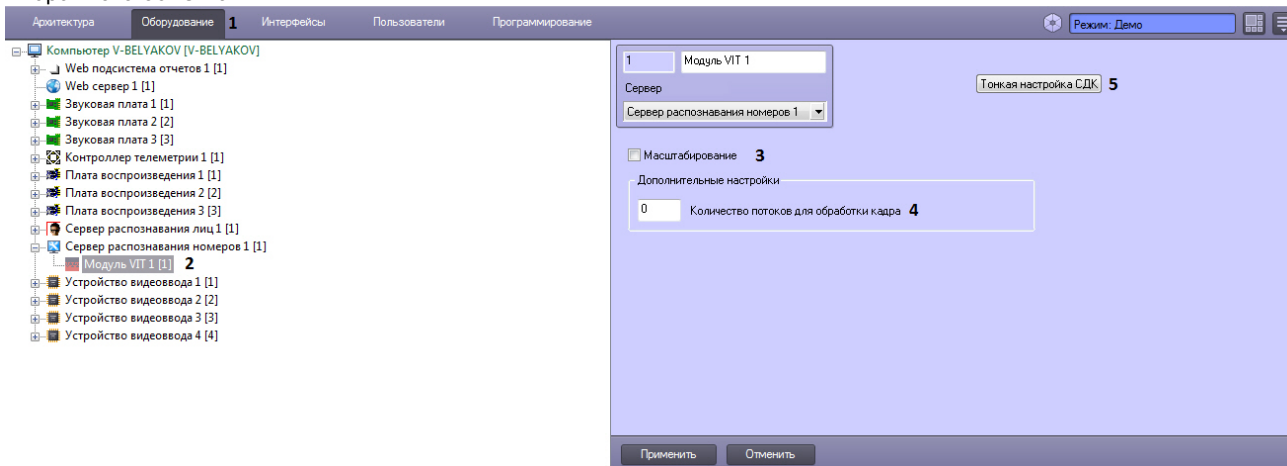 Архитектура Оборудование 1 Интерфейсы Пользователи Программирование Режим: Демо
Компьютер V-BELYAKOV [V-BELYAKOV]
Web подсистема отчетов 1 [1]
Web сервер 1 [1]
Звуковая плата 1 [1]
Звуковая плата 2 [2]
Звуковая плата 3 [3]
Контроллер телеметрии 1 [1]
Плата воспроизведения 1 [1]
Плата воспроизведения 2 [2]
Плата воспроизведения 3 [3]
Сервер распознавания лиц 1 [1]
Сервер распознавания номеров 1 [1]
Модуль VIT 1 [1] 2
Устройство видеоввода 1 [1]
Устройство видеоввода 2 [2]
Устройство видеоввода 3 [3]
Устройство видеоввода 4 [4]
1 Модуль VIT 1
Сервер
Сервер распознавания номеров 1
Тонкая настройка СДК 5
Масштабирование 3
Дополнительные настройки
0 Количество потоков для обработки кадра 4
Применить Отменить